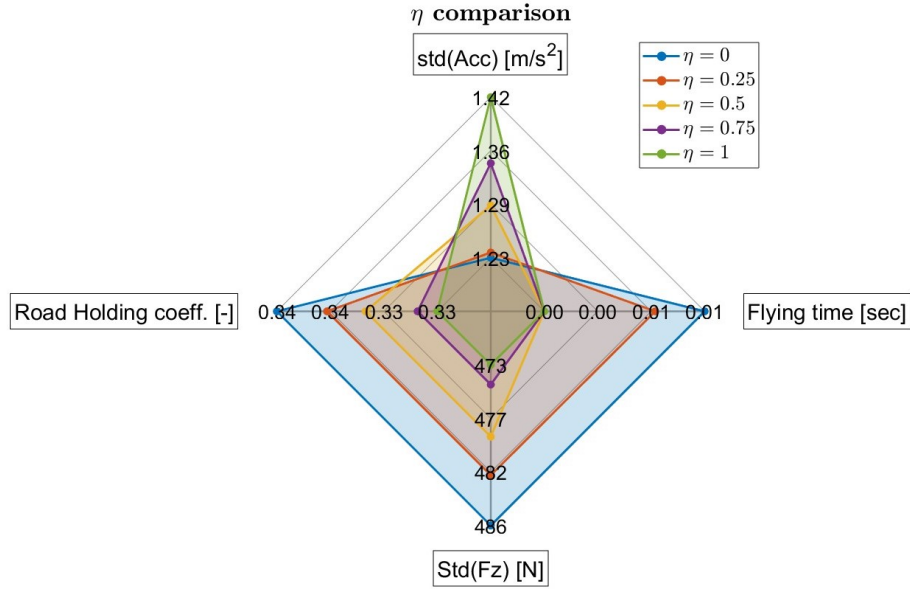 η comparison
std(Acc) [m/s²]
η = 0
η = 0.25
η = 0.5
η = 0.75
η = 1
1.42
1.36
1.29
1.23
Road Holding coeff. [-]
0.34
0.34
0.33
0.33
0.00
0.00
0.01
0.01
Flying time [sec]
473
477
482
486
Std(Fz) [N]